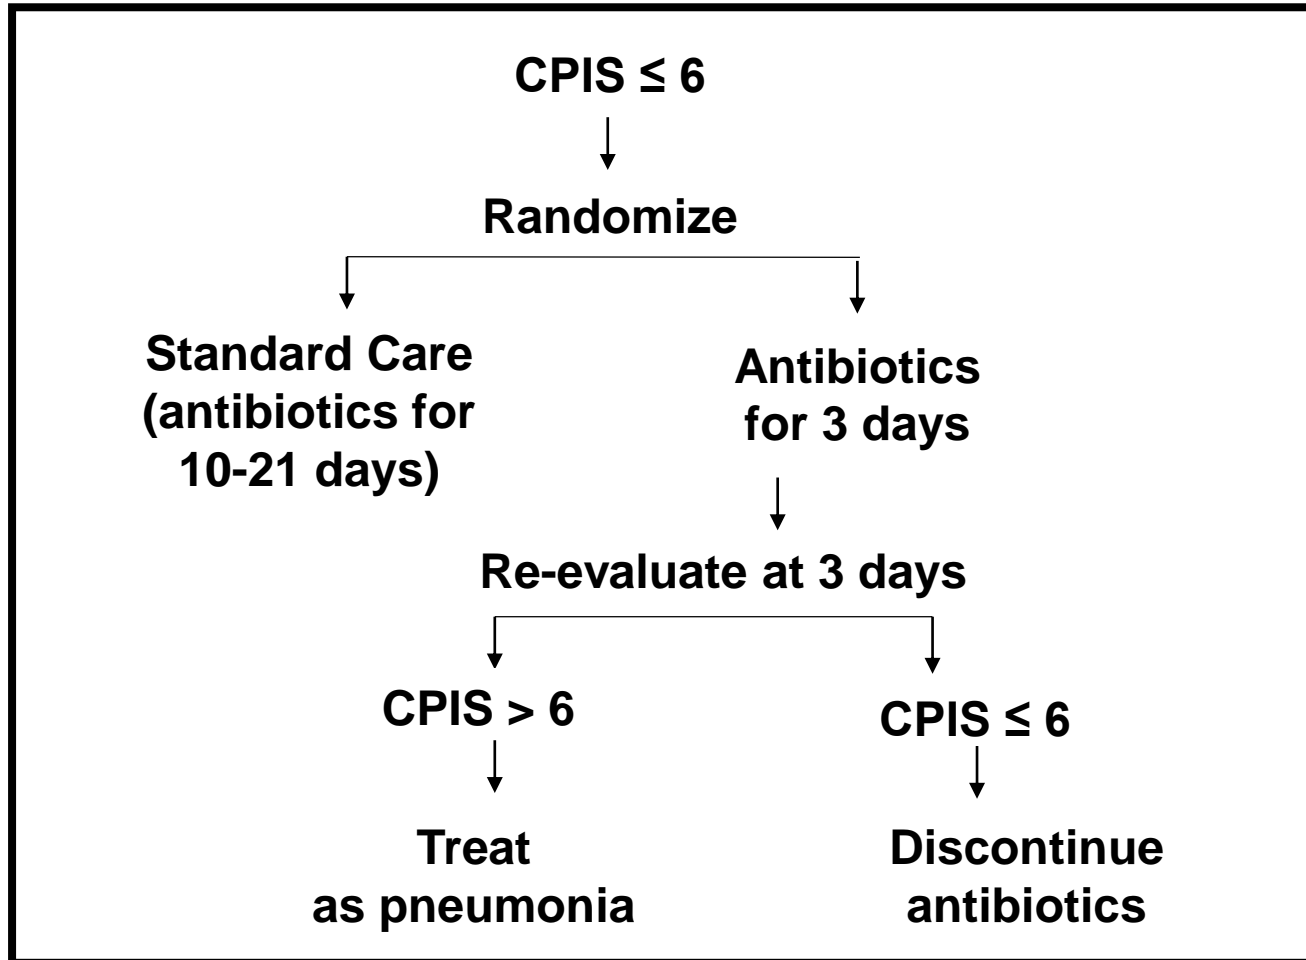 CPIS ≤ 6
Randomize
Standard Care
(antibiotics for
10-21 days)
Antibiotics
for 3 days
Re-evaluate at 3 days
CPIS > 6
CPIS ≤ 6
Treat
as pneumonia
Discontinue
antibiotics